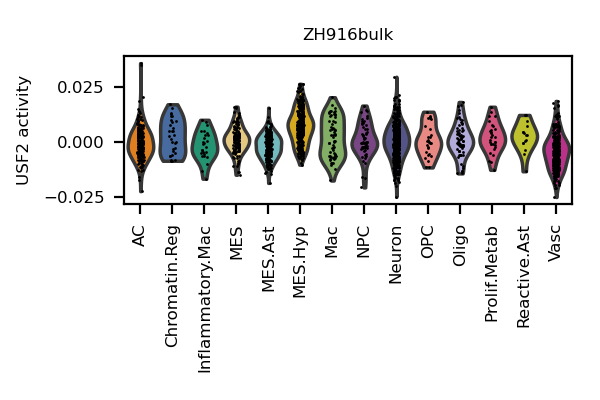 ZH916bulk
USF2 activity
0.025
0.000
−0.025
AC
Chromatin.Reg
Inflammatory.Mac
MES
MES.Ast
MES.Hyp
Mac
NPC
Neuron
OPC
Oligo
Prolif.Metab
Reactive.Ast
Vasc